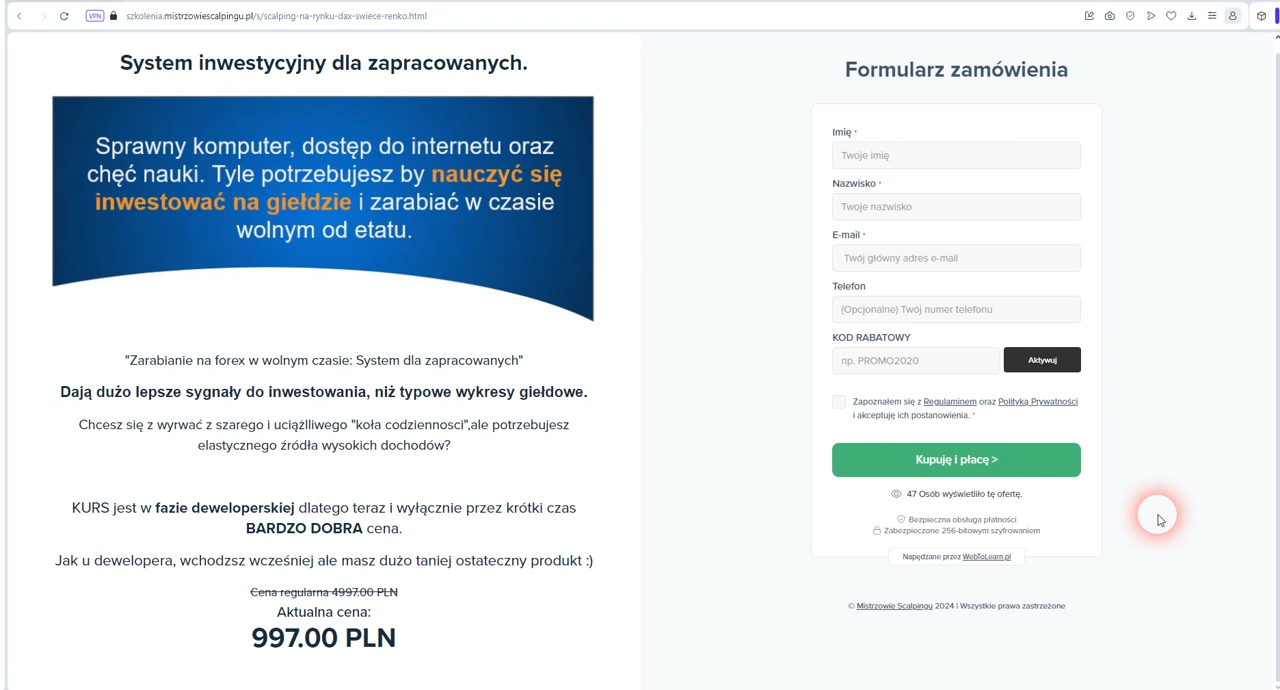 VPN
szkolenia.mistrzowiescalpingu.pl/s/scalping-na-rynku-dax-swiece-renko.html
System inwestycyjny dla zapracowanych.
Sprawny komputer, dostęp do internetu oraz
chęć nauki. Tyle potrzebujesz by nauczyć się
inwestować na giełdzie i zarabiać w czasie
wolnym od etatu.
"Zarabianie na forex w wolnym czasie: System dla zapracowanych"
Dają dużo lepsze sygnały do inwestowania, niż typowe wykresy giełdowe.
Chcesz się z wyrwać z szarego i uciążlliwego "koła codziennosci",ale potrzebujesz
elastycznego źródła wysokich dochodów?
KURS jest w fazie deweloperskiej dlatego teraz i wyłącznie przez krótki czas
BARDZO DOBRA cena.
Jak u dewelopera, wchodzsz wcześniej ale masz dużo taniej ostateczny produkt :)
Cena regularna 4997.00 PLN
Aktualna cena:
997.00 PLN
Formularz zamówienia
Imię *
Twoje imię
Nazwisko *
Twoje nazwisko
E-mail *
Twój główny adres e-mail
Telefon
(Opcjonalne) Twój numer telefonu
KOD RABATOWY
np. PROMO2020
Aktywuj
Zapoznałem się z Regulaminem oraz Polityką Prywatności
i akceptuję ich postanowienia. *
Kupuję i płacę >
47 Osób wyświetliło tę ofertę.
Bezpieczna obsługa płatności
Zabezpieczone 256-bitowym szyfrowaniem
Napędzane przez WebToLearn.pl
© Mistrzowie Scalpingu 2024 | Wszystkie prawa zastrzeżone